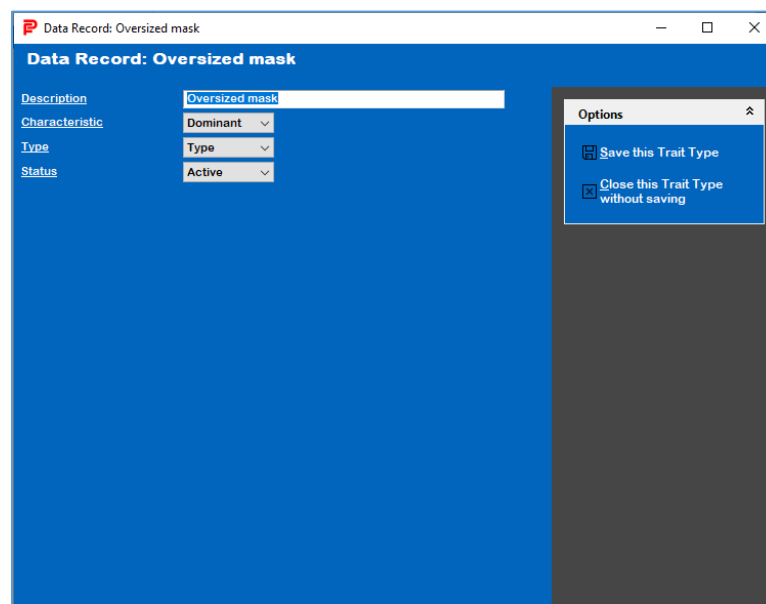 Data Record: Oversized mask
Data Record: Oversized mask
Description Oversized mask
Characteristic Dominant
Type Type
Status Active
Options
Save this Trait Type
Close this Trait Type
without saving